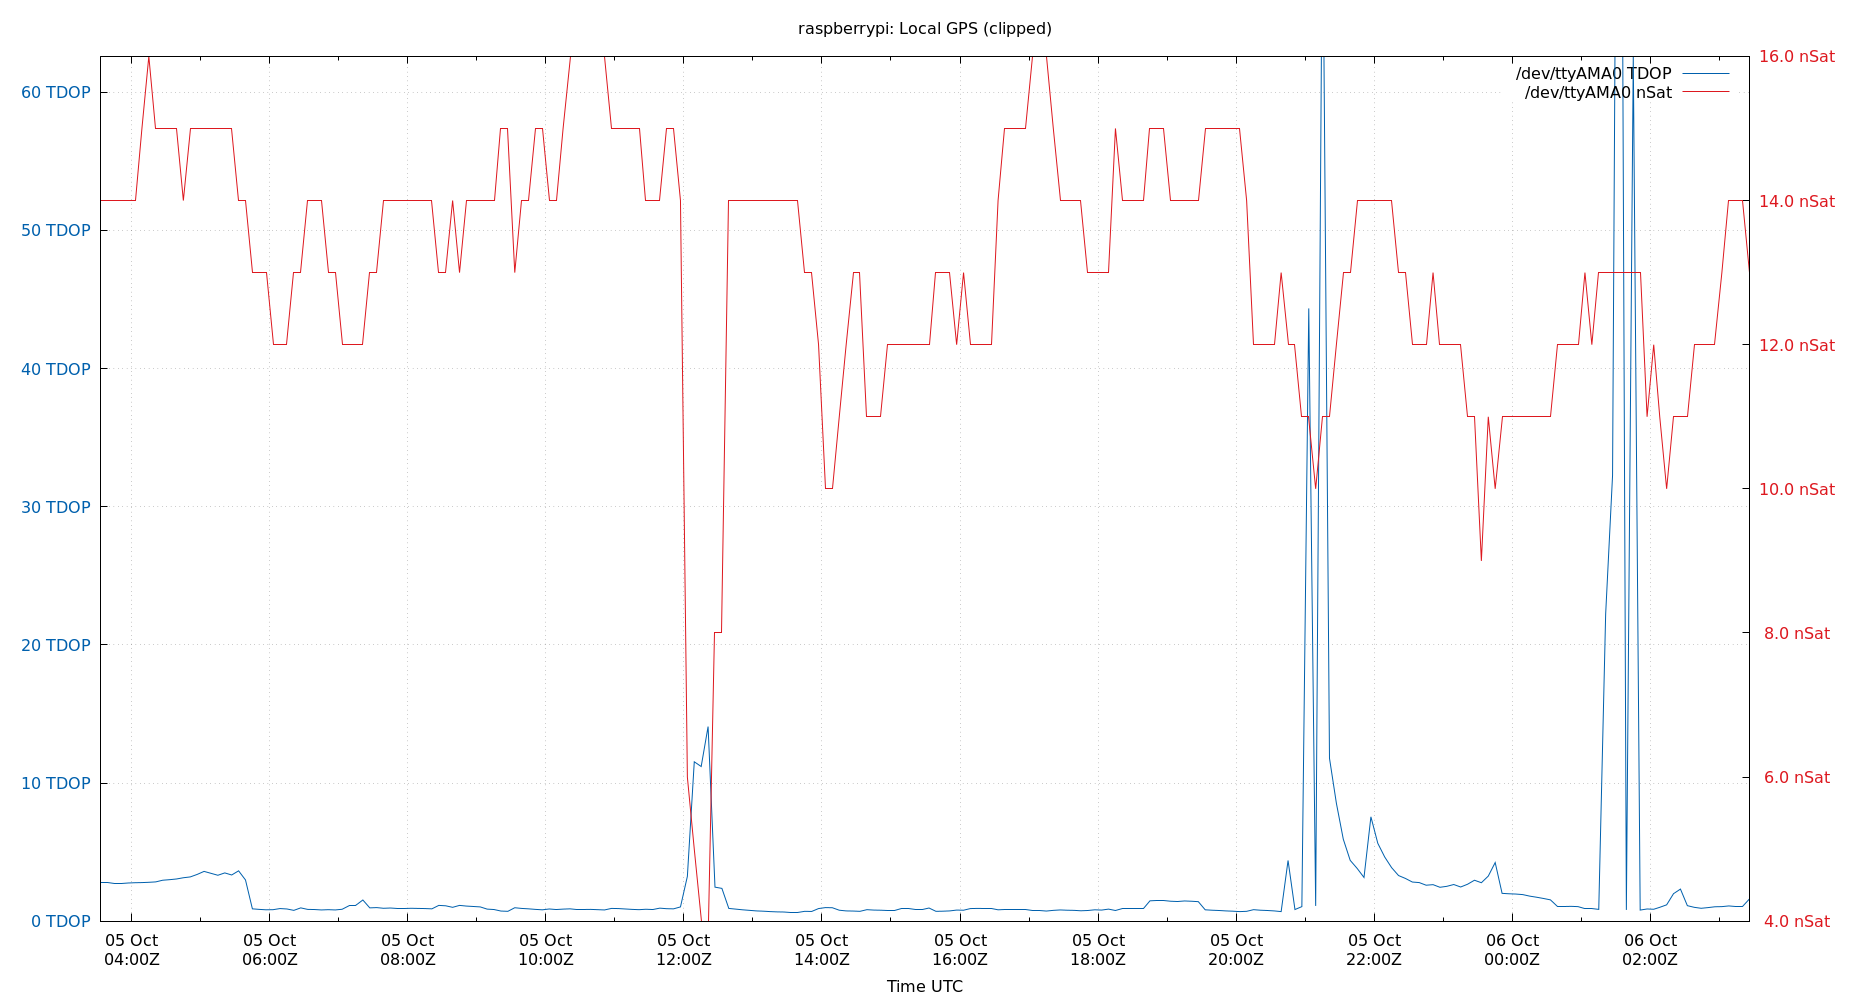 raspberrypi: Local GPS (clipped)
16.0 nSat
/dev/ttyAMA0 TDOP
60 TDOP
/dev/ttyAMA0 nSat
14.0 nSat
50 TDOP
12.0 nSat
40 TDOP
10.0 nSat
30 TDOP
8.0 nSat
20 TDOP
6.0 nSat
10 TDOP
0 TDOP
4.0 nSat
05 Oct 05 Oct 05 Oct 05 Oct 05 Oct 05 Oct 05 Oct 05 Oct 05 Oct 05 Oct 06 Oct 06 Oct
04:00Z 06:00Z 08:00Z 10:00Z 12:00Z 14:00Z 16:00Z 18:00Z 20:00Z 22:00Z 00:00Z 02:00Z
Time UTC